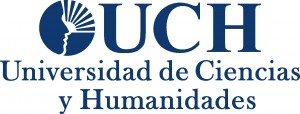 UCH
Universidad de Ciencias
y Humanidades